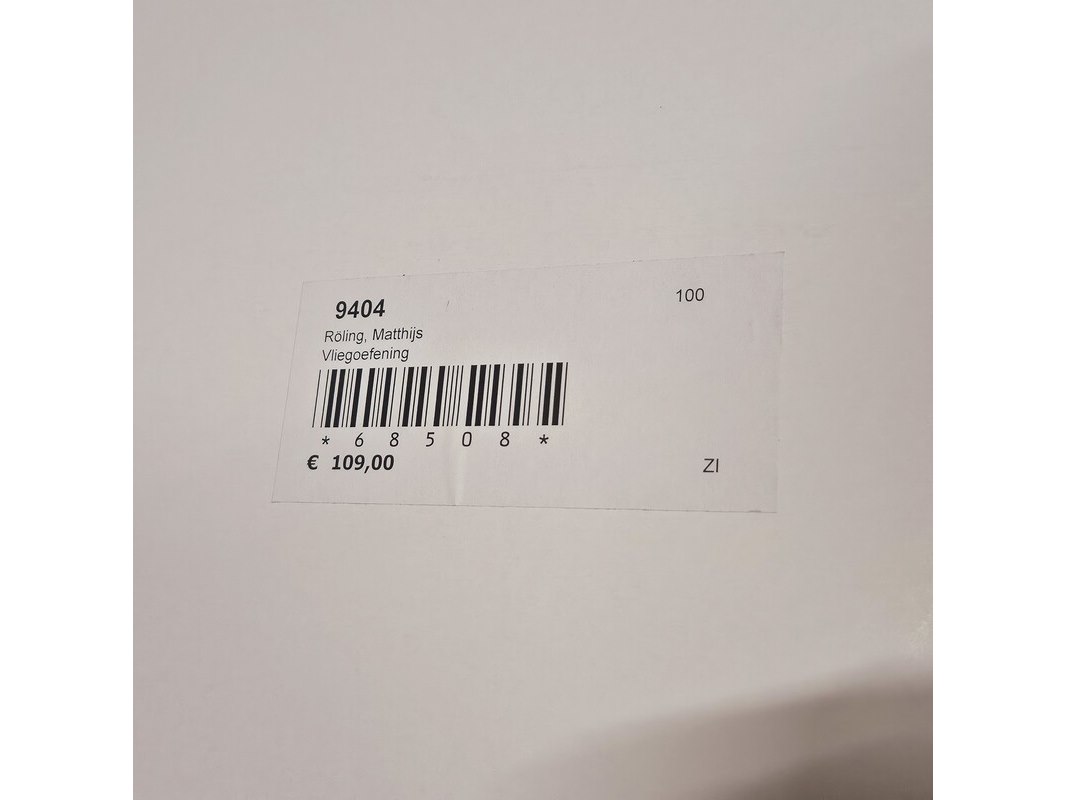 9404
100
Röling, Matthijs
Vliegoefening
* 6 8 5 0 8 *
€ 109,00
ZI